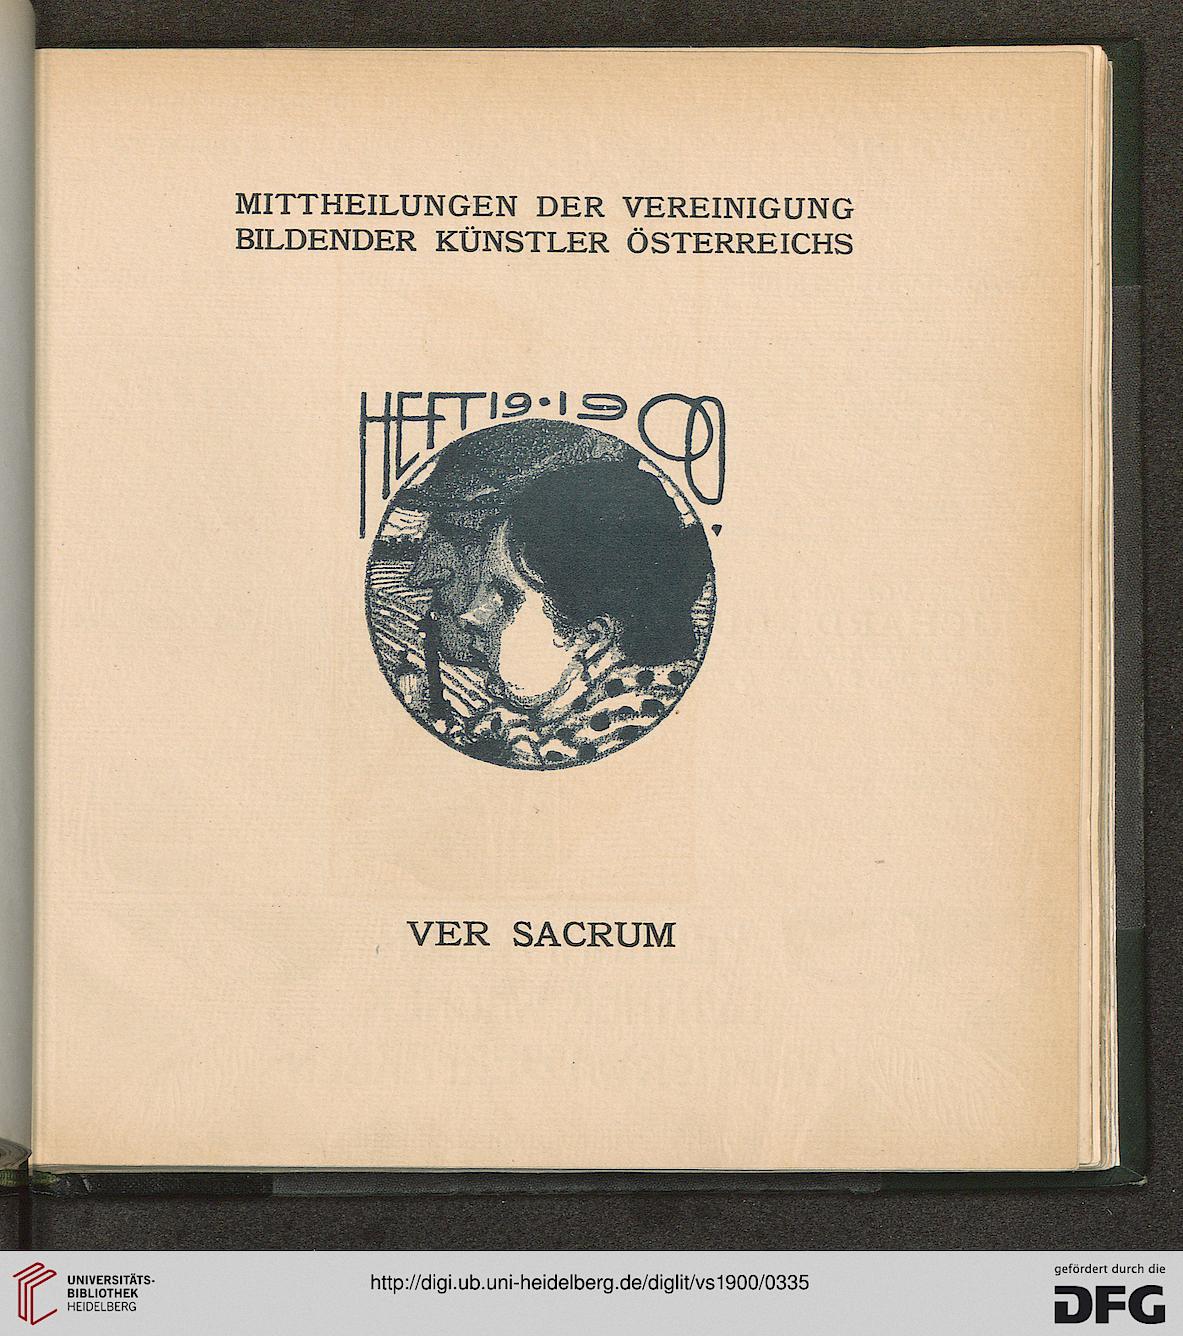 MITTHEILUNGEN DER VEREINIGUNG
BILDENDER KÜNSTLER ÖSTERREICHS
HEFT 19·1900
VER SACRUM
UNIVERSITÄTS-
BIBLIOTHEK
HEIDELBERG
http://digi.ub.uni-heidelberg.de/diglit/vs1900/0335
gefördert durch die
DFG